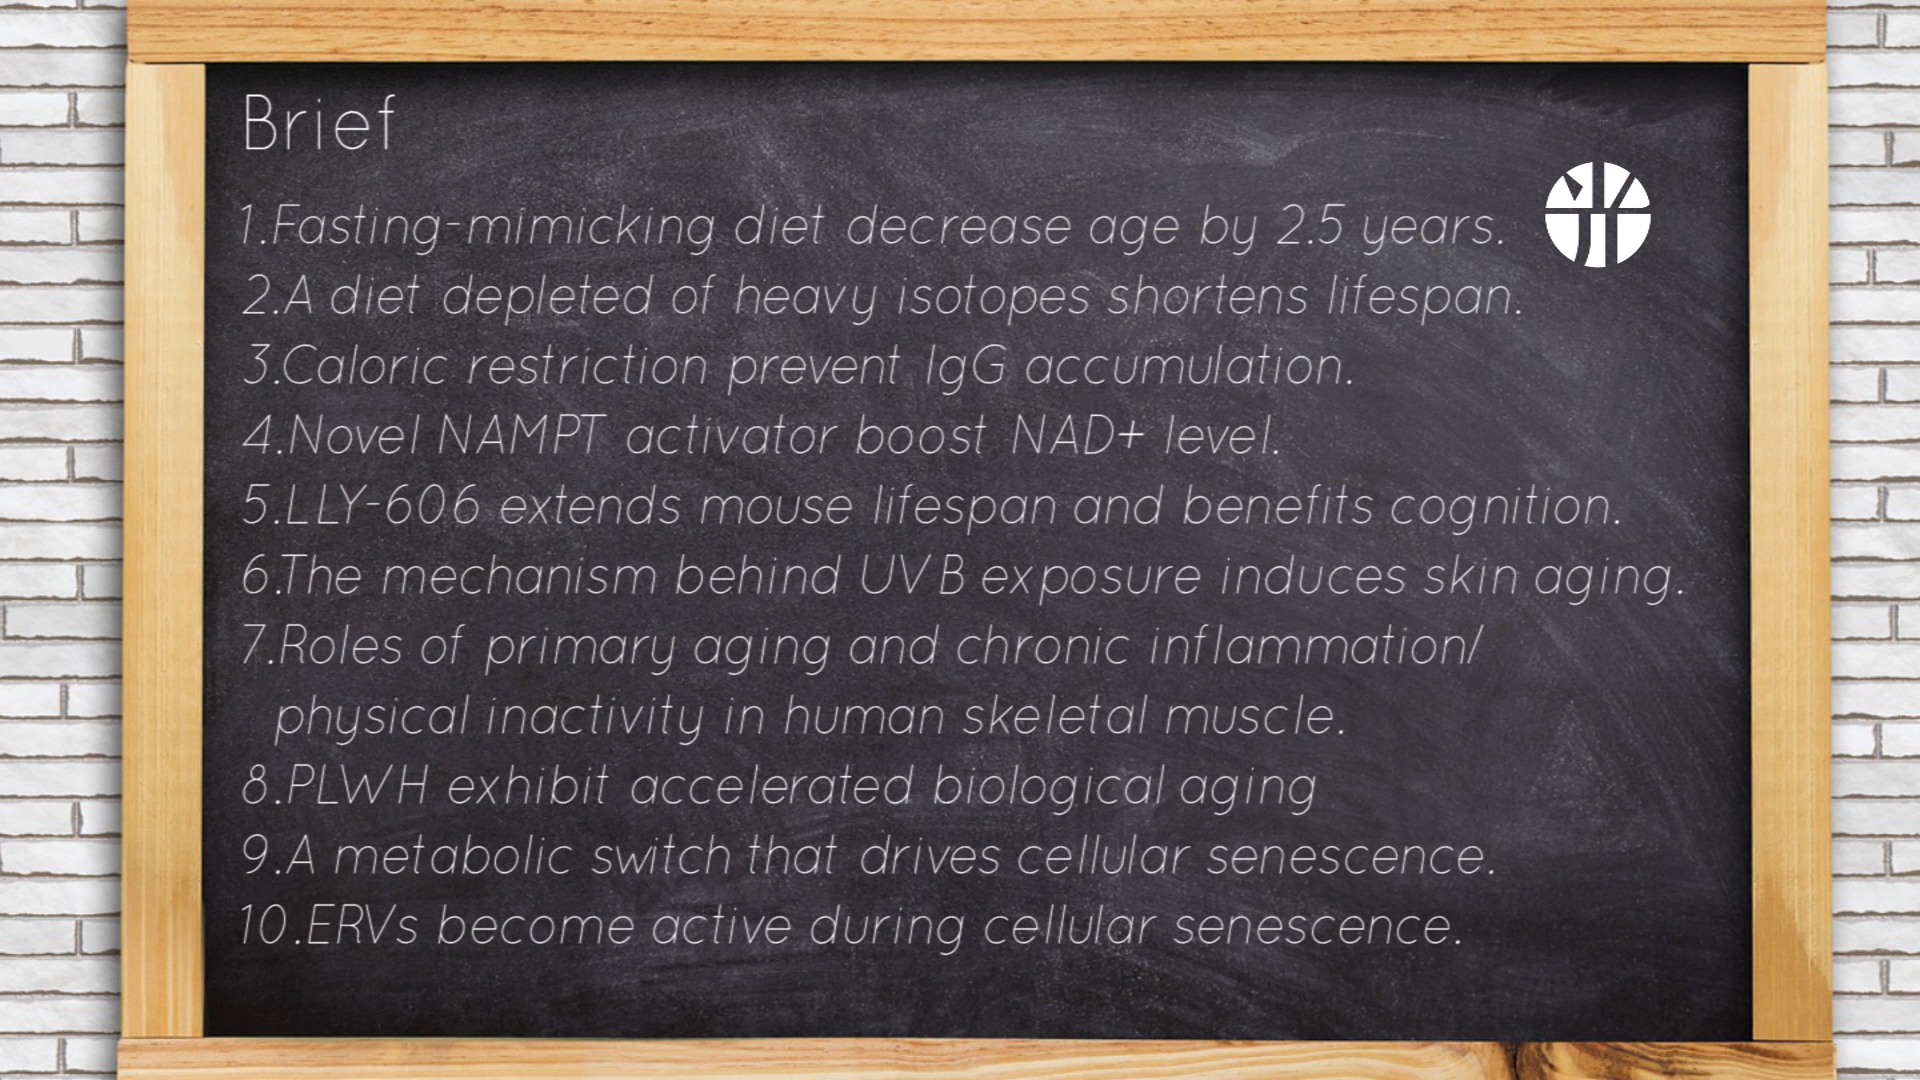 Brief
1.Fasting-mimicking diet decrease age by 2.5 years.
2.A diet depleted of heavy isotopes shortens lifespan.
3.Caloric restriction prevent IgG accumulation.
4.Novel NAMPT activator boost NAD+ level.
5.LLY-606 extends mouse lifespan and benefits cognition.
6.The mechanism behind UVB exposure induces skin aging.
7.Roles of primary aging and chronic inflammation/
physical inactivity in human skeletal muscle.
8.PLWH exhibit accelerated biological aging
9.A metabolic switch that drives cellular senescence.
10.ERVs become active during cellular senescence.